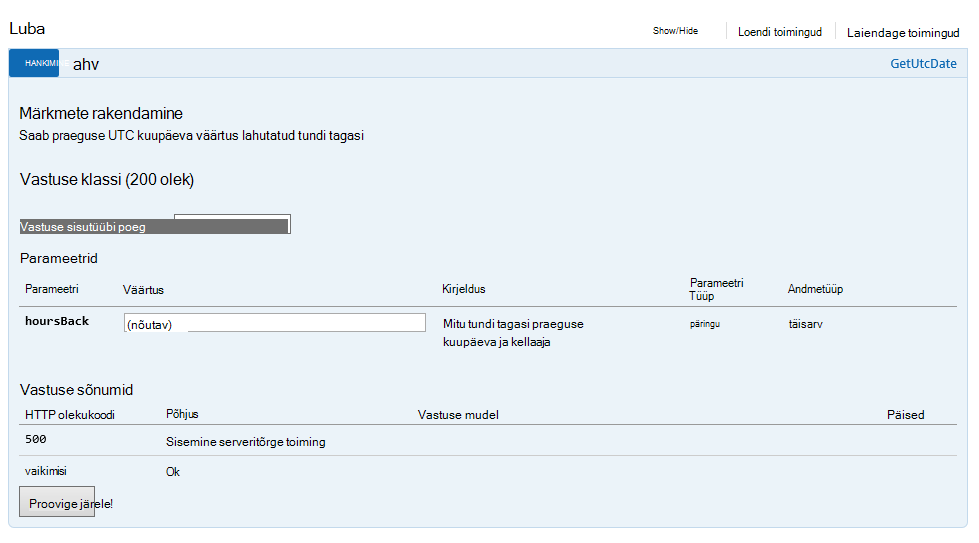 Luba
Show/Hide
Loendi toimingud
Laiendage toimingud
HANKIMINE
ahv
GetUtcDate
Märkmete rakendamine
Saab praeguse UTC kuupäeva väärtus lahutatud tundi tagasi
Vastuse klassi (200 olek)
Vastuse sisutüübi poeg
Parameetrid
Parameetri Väärtus Kirjeldus Parameetri Tüüp Andmetüüp
hoursBack (nõutav) Mitu tundi tagasi praeguse päringu täisarv
kuupäeva ja kellaaja
Vastuse sõnumid
HTTP olekukoodi Põhjus Vastuse mudel Päised
500 Sisemine serveritõrge toiming
vaikimisi Ok
Proovige järele!